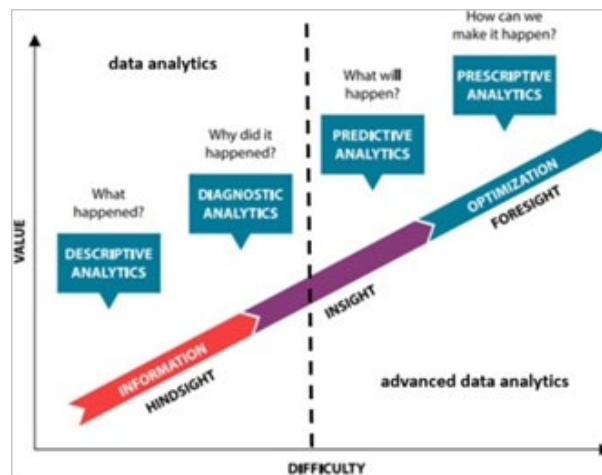 data analytics
How can we
make it happen?
PRESCRIPTIVE
ANALYTICS
What will
happen?
PREDICTIVE
ANALYTICS
Why did it
happened?
DIAGNOSTIC
ANALYTICS
What
happened?
DESCRIPTIVE
ANALYTICS
VALUE
OPTIMIZATION
FORESIGHT
INSIGHT
INFORMATION
HINDSIGHT
advanced data analytics
DIFFICULTY